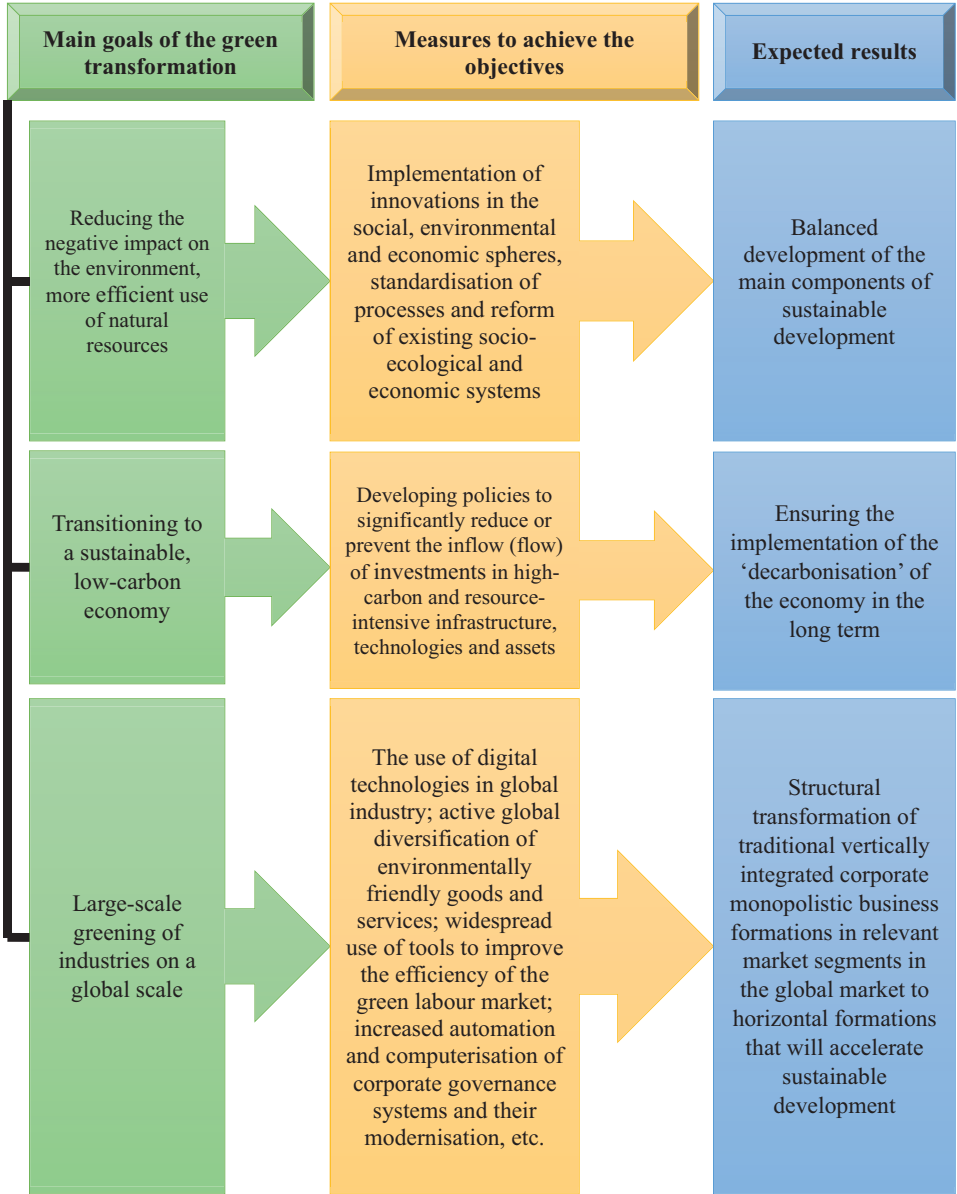 Main goals of the green
transformation
Measures to achieve the
objectives
Expected results
Reducing the
negative impact on
the environment,
more efficient use
of natural
resources
Implementation of
innovations in the
social, environmental
and economic spheres,
standardisation of
processes and reform
of existing socio-
ecological and
economic systems
Balanced
development of the
main components of
sustainable
development
Transitioning to
a sustainable,
low-carbon
economy
Developing policies to
significantly reduce or
prevent the inflow (flow)
of investments in high-
carbon and resource-
intensive infrastructure,
technologies and assets
Ensuring the
implementation of the
‘decarbonisation’ of
the economy in the
long term
Large-scale
greening of
industries on a
global scale
The use of digital
technologies in global
industry; active global
diversification of
environmentally
friendly goods and
services; widespread
use of tools to improve
the efficiency of the
green labour market;
increased automation
and computerisation of
corporate governance
systems and their
modernisation, etc.
Structural
transformation of
traditional vertically
integrated corporate
monopolistic business
formations in relevant
market segments in
the global market to
horizontal formations
that will accelerate
sustainable
development